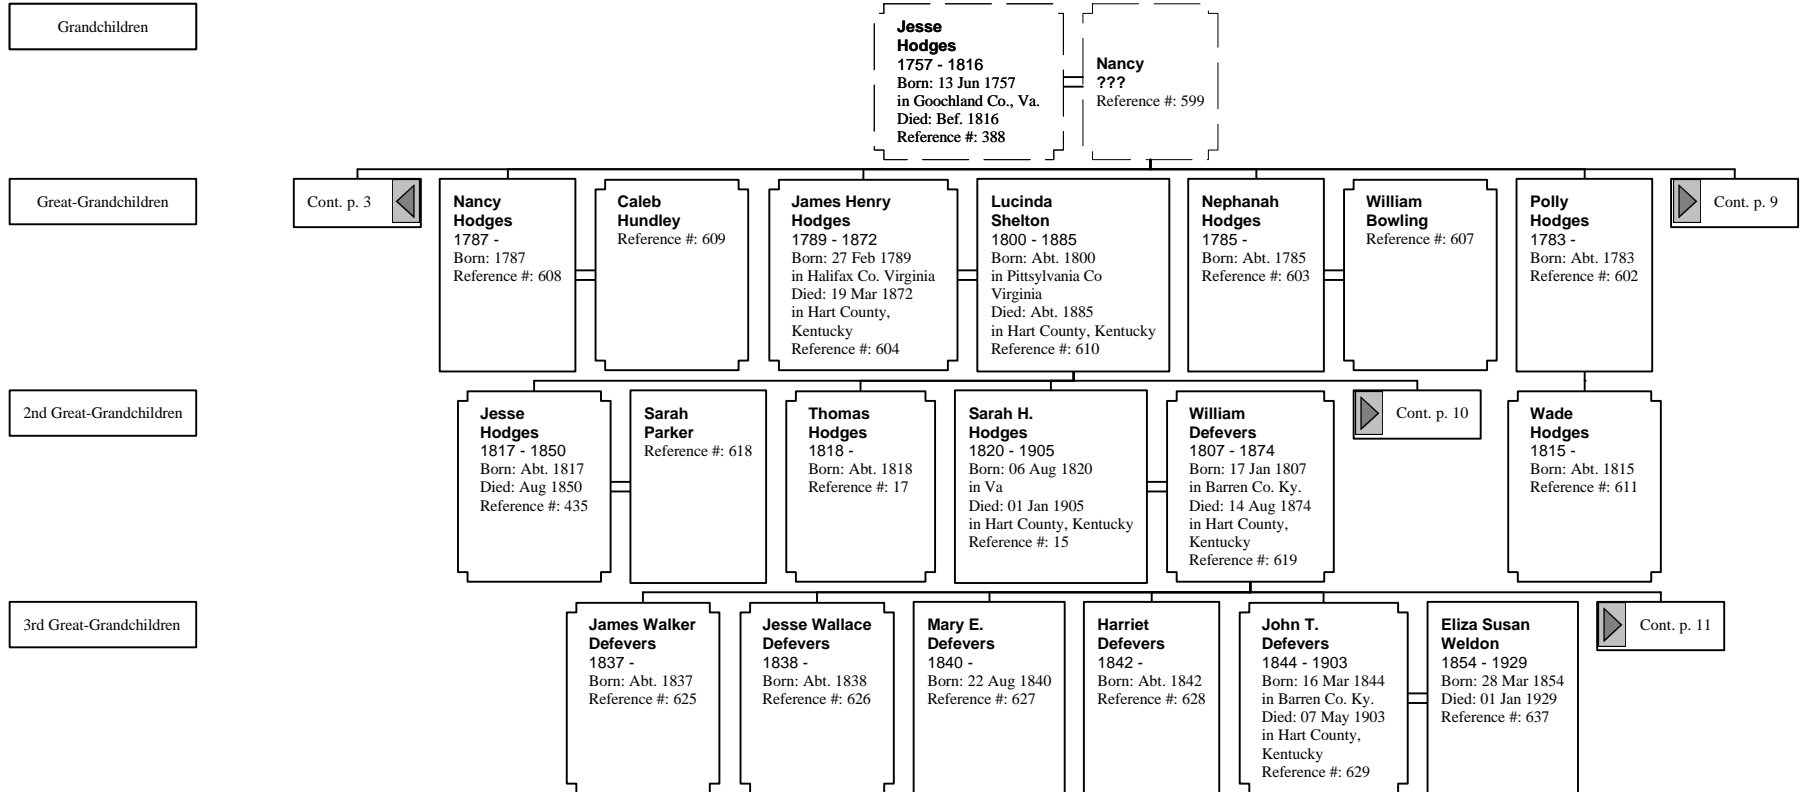 Grandchildren
Jesse
Hodges
1757 - 1816
Born: 13 Jun 1757
in Goochland Co., Va.
Died: Bef. 1816
Reference #: 388
Nancy
???
Reference #: 599
Great-Grandchildren
Cont. p. 3
Nancy
Hodges
1787 -
Born: 1787
Reference #: 608
Caleb
Hundley
Reference #: 609
James Henry
Hodges
1789 - 1872
Born: 27 Feb 1789
in Halifax Co. Virginia
Died: 19 Mar 1872
in Hart County,
Kentucky
Reference #: 604
Lucinda
Shelton
1800 - 1885
Born: Abt. 1800
in Pittsylvania Co
Virginia
Died: Abt. 1885
in Hart County, Kentucky
Reference #: 610
Nephanah
Hodges
1785 -
Born: Abt. 1785
Reference #: 603
William
Bowling
Reference #: 607
Polly
Hodges
1783 -
Born: Abt. 1783
Reference #: 602
Cont. p. 9
2nd Great-Grandchildren
Jesse
Hodges
1817 - 1850
Born: Abt. 1817
Died: Aug 1850
Reference #: 435
Sarah
Parker
Reference #: 618
Thomas
Hodges
1818 -
Born: Abt. 1818
Reference #: 17
Sarah H.
Hodges
1820 - 1905
Born: 06 Aug 1820
in Va
Died: 01 Jan 1905
in Hart County, Kentucky
Reference #: 15
William
Defevers
1807 - 1874
Born: 17 Jan 1807
in Barren Co. Ky.
Died: 14 Aug 1874
in Hart County,
Kentucky
Reference #: 619
Cont. p. 10
Wade
Hodges
1815 -
Born: Abt. 1815
Reference #: 611
3rd Great-Grandchildren
James Walker
Defevers
1837 -
Born: Abt. 1837
Reference #: 625
Jesse Wallace
Defevers
1838 -
Born: Abt. 1838
Reference #: 626
Mary E.
Defevers
1840 -
Born: 22 Aug 1840
Reference #: 627
Harriet
Defevers
1842 -
Born: Abt. 1842
Reference #: 628
John T.
Defevers
1844 - 1903
Born: 16 Mar 1844
in Barren Co. Ky.
Died: 07 May 1903
in Hart County,
Kentucky
Reference #: 629
Eliza Susan
Weldon
1854 - 1929
Born: 28 Mar 1854
Died: 01 Jan 1929
Reference #: 637
Cont. p. 11